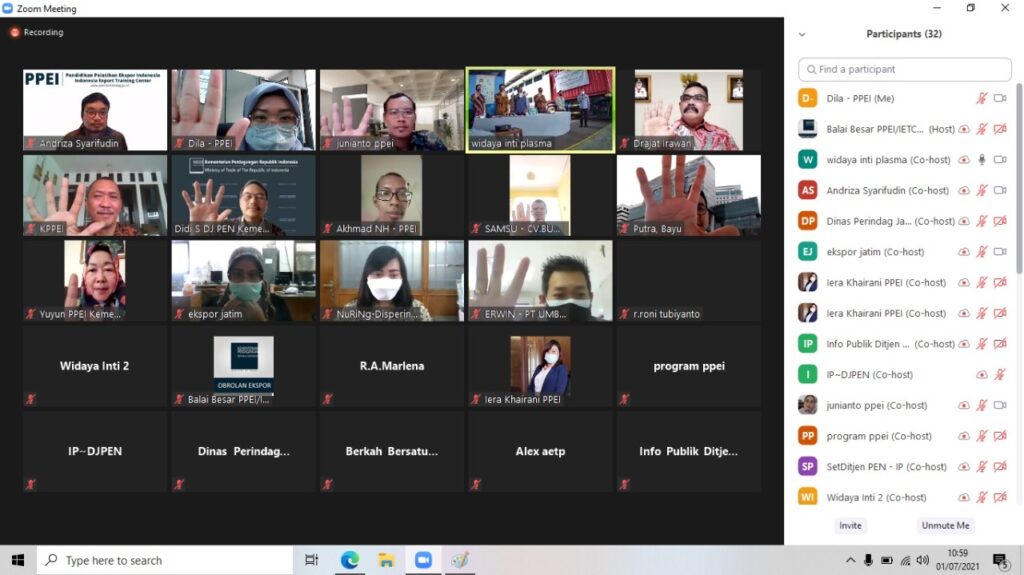 Zoom Meeting
Recording
PPEI
Pendidikan Pelatihan Ekspor Indonesia
Indonesia Export Training Center
Andriza Syarifudin
Dila - PPEI
junianto ppei
widaya inti plasma
Drajat Irawan
KPPEI
Kementerian Perdagangan Republik Indonesia
Ministry of Trade of The Republic of Indonesia
Didi S DJ PEN Keme...
Akhmad NH - PPEI
SAMSU - CV.BU...
Putra, Bayu
Yuyun PPEI Keme...
ekspor jatim
NuRiNg-Disperin...
ERWIN - PT UMB...
r.roni tubiyanto
Widaya Inti 2
OBROLAN EKSPOR
Balai Besar PPEI/I...
R.A.Marlena
Iera Khairani PPEI
program ppei
IP~DJPEN
Dinas Perindag...
Berkah Bersatu...
Alex aetp
Info Publik Ditje...
Participants (32)
Find a participant
D-
Dila - PPEI (Me)
Balai Besar PPEI/IETC... (Host)
W
widaya inti plasma (Co-host)
AS
Andriza Syarifudin (Co-host)
DP
Dinas Perindag Ja... (Co-host)
EJ
ekspor jatim (Co-host)
Iera Khairani PPEI (Co-host)
Iera Khairani PPEI (Co-host)
IP
Info Publik Ditjen ... (Co-host)
I
IP~DJPEN (Co-host)
junianto ppei (Co-host)
PP
program ppei (Co-host)
SP
SetDitjen PEN - IP (Co-host)
WI
Widaya Inti 2 (Co-host)
Invite
Unmute Me
Type here to search
10:59
01/07/2021
5